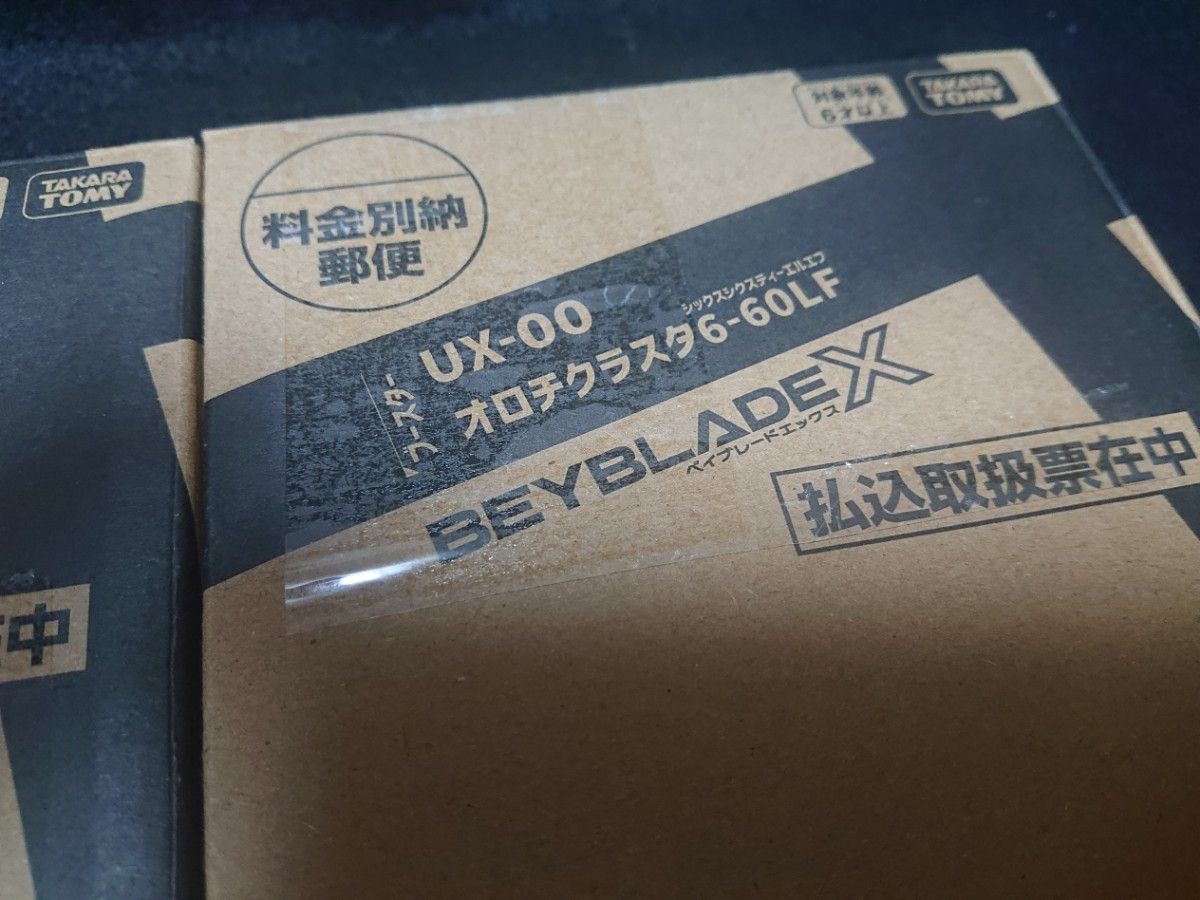 TAKARA
TOMY
中
料金別納
郵便
対象年齢
6才以上
TAKARA
TOMY
ブースター
UX-00
シックスシクスティーエルエフ
オロチクラスタ6-60LF
BEYBLADE X
ベイブレードエックス
払込取扱票在中